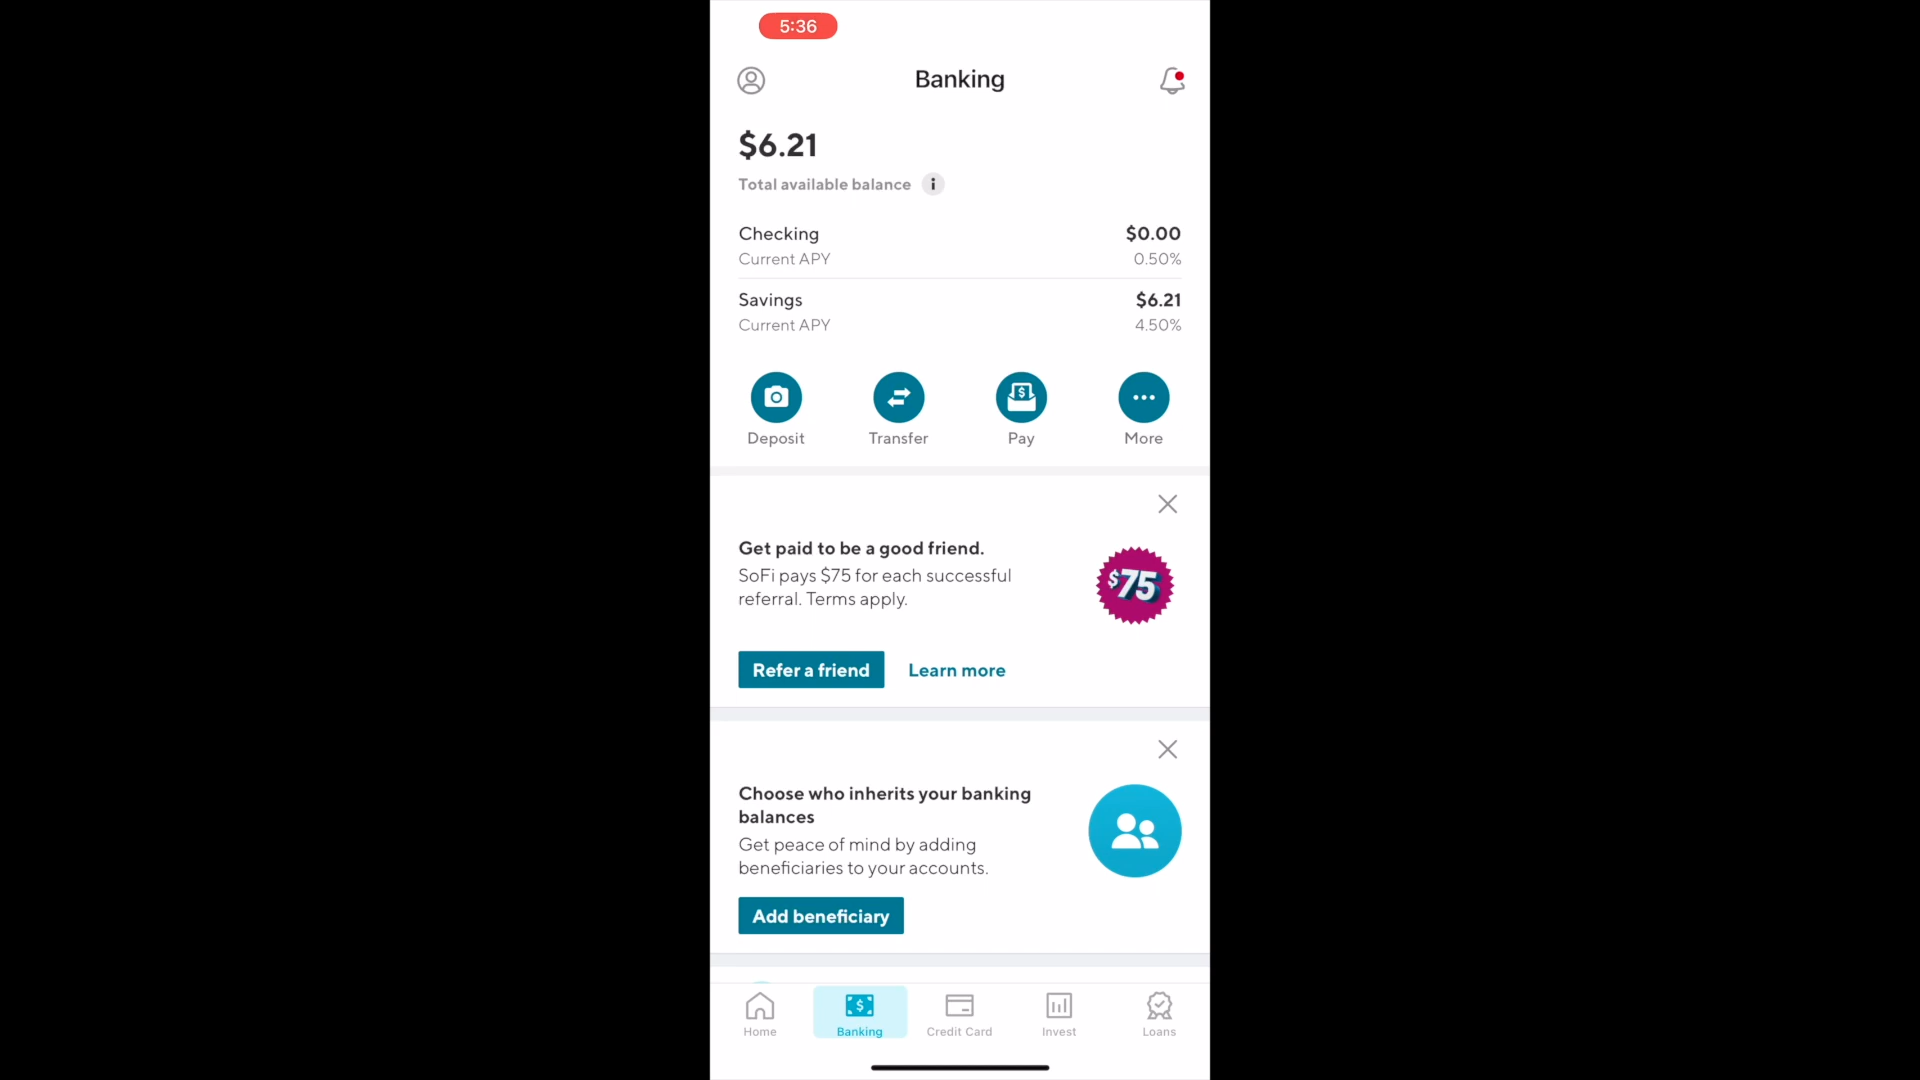 5:36
Banking
$6.21
Total available balance i
Checking $0.00
Current APY 0.50%
Savings $6.21
Current APY 4.50%
Deposit Transfer Pay More
Get paid to be a good friend.
SoFi pays $75 for each successful
referral. Terms apply.
$75
Refer a friend Learn more
Choose who inherits your banking
balances
Get peace of mind by adding
beneficiaries to your accounts.
Add beneficiary
Home Banking Credit Card Invest Loans